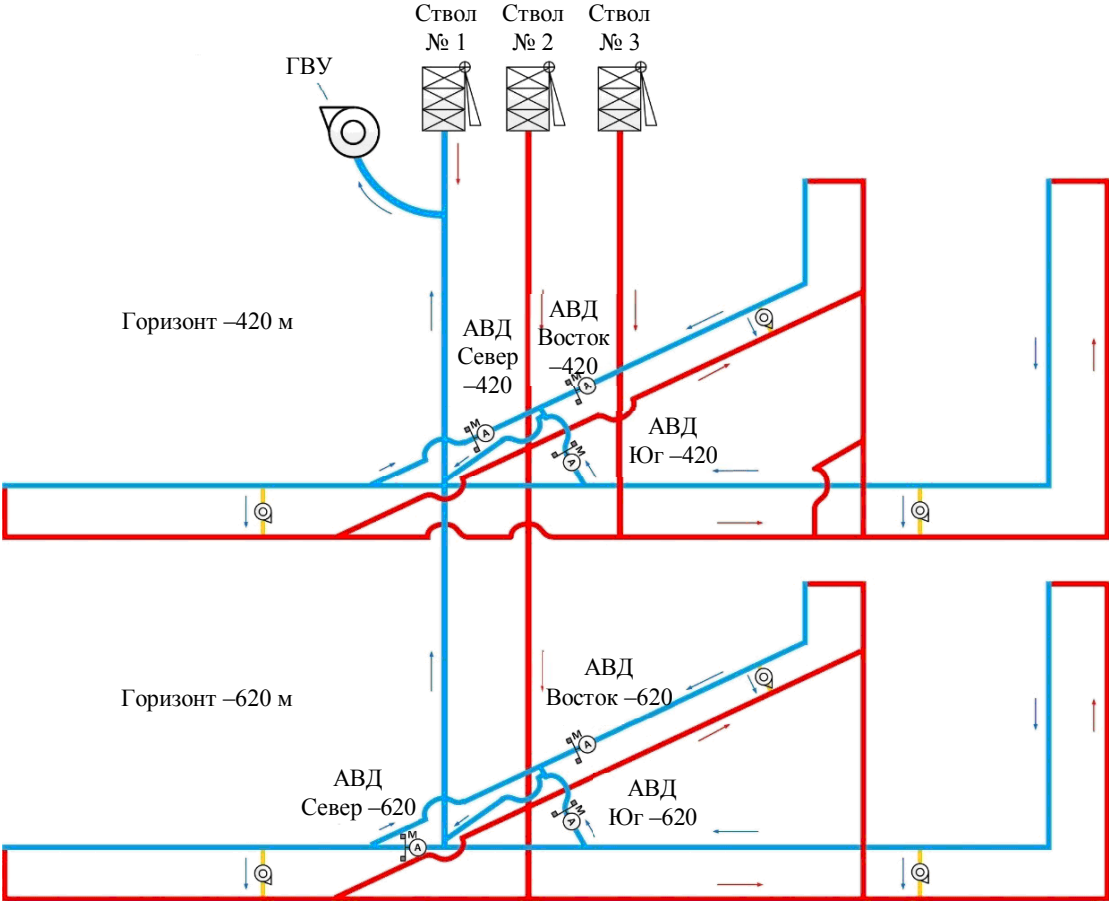 Ствол
№ 1
Ствол
№ 2
Ствол
№ 3
ГВУ
Горизонт –420 м
АВД
Север
–420
АВД
Восток
–420
М
А
М
А
АВД
Юг –420
М
А
Горизонт –620 м
АВД
Восток –620
М
А
АВД
Север –620
М
А
АВД
Юг –620
М
А